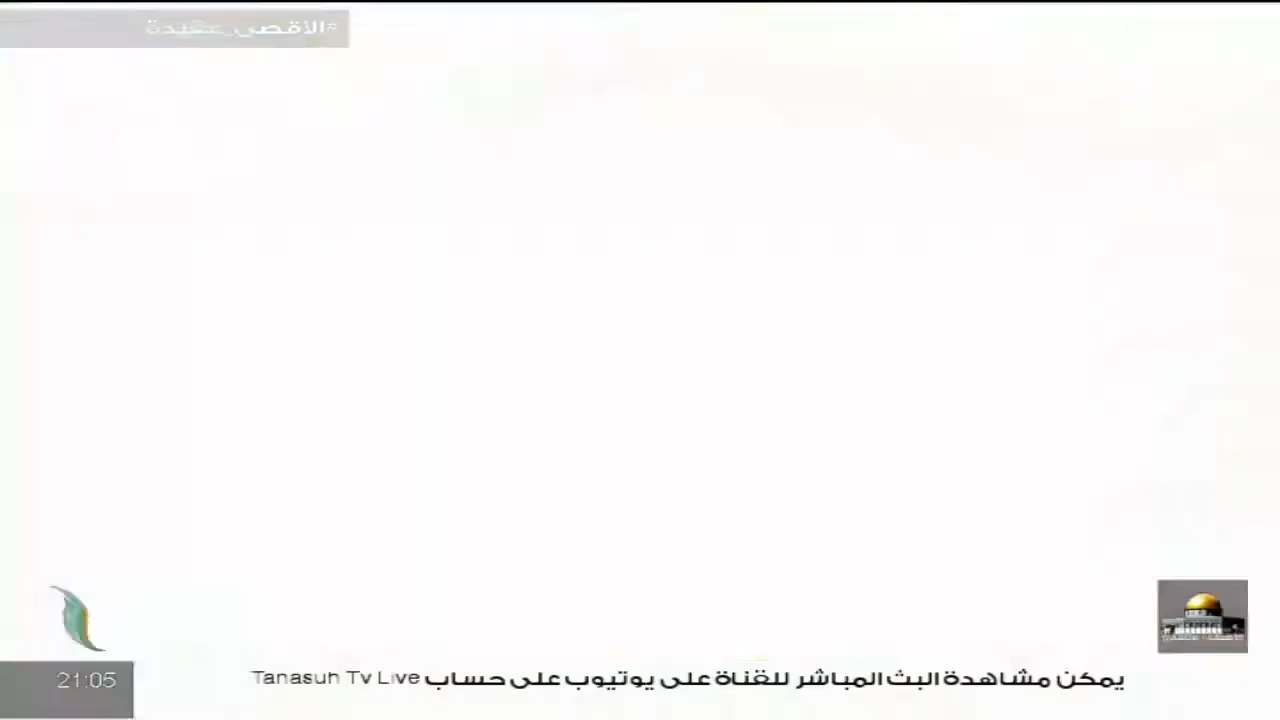 #الأقصى_عقيدة
يمكن مشاهدة البث المباشر للقناة على يوتيوب على حساب Tanasuh Tv Live
21:05